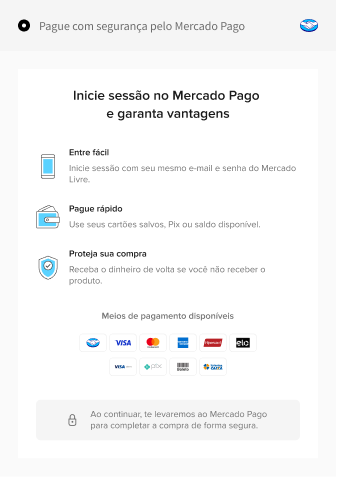 Pague com segurança pelo Mercado Pago
Inicie sessão no Mercado Pago
e garanta vantagens
Entre fácil
Inicie sessão com seu mesmo e-mail e senha do Mercado
Livre.
Pague rápido
Use seus cartões salvos, Pix ou saldo disponível.
Proteja sua compra
Receba o dinheiro de volta se você não receber o
produto.
Meios de pagamento disponíveis
VISA
Hipercard
elo
VISA
pix
Boleto
CAIXA
Ao continuar, te levaremos ao Mercado Pago
para completar a compra de forma segura.